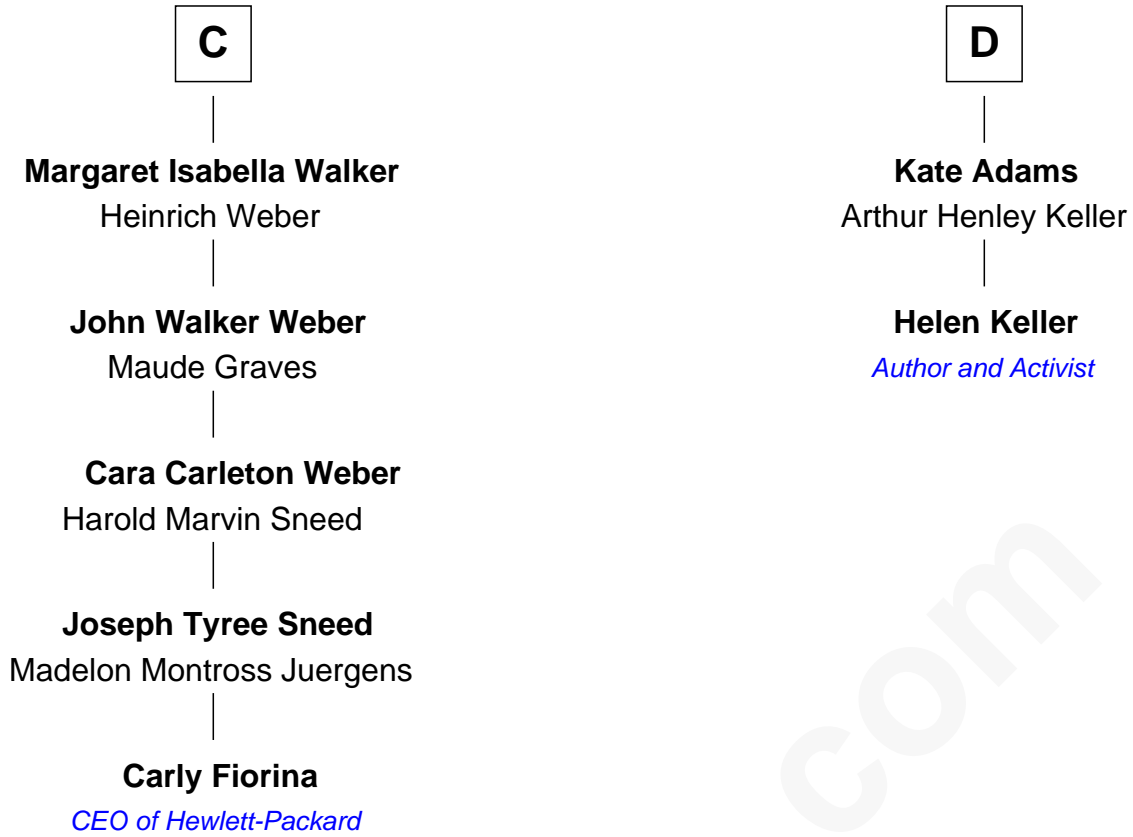 C
Margaret Isabella Walker
Heinrich Weber
John Walker Weber
Maude Graves
Cara Carleton Weber
Harold Marvin Sneed
Joseph Tyree Sneed
Madelon Montross Juergens
Carly Fiorina
CEO of Hewlett-Packard
D
Kate Adams
Arthur Henley Keller
Helen Keller
Author and Activist
com